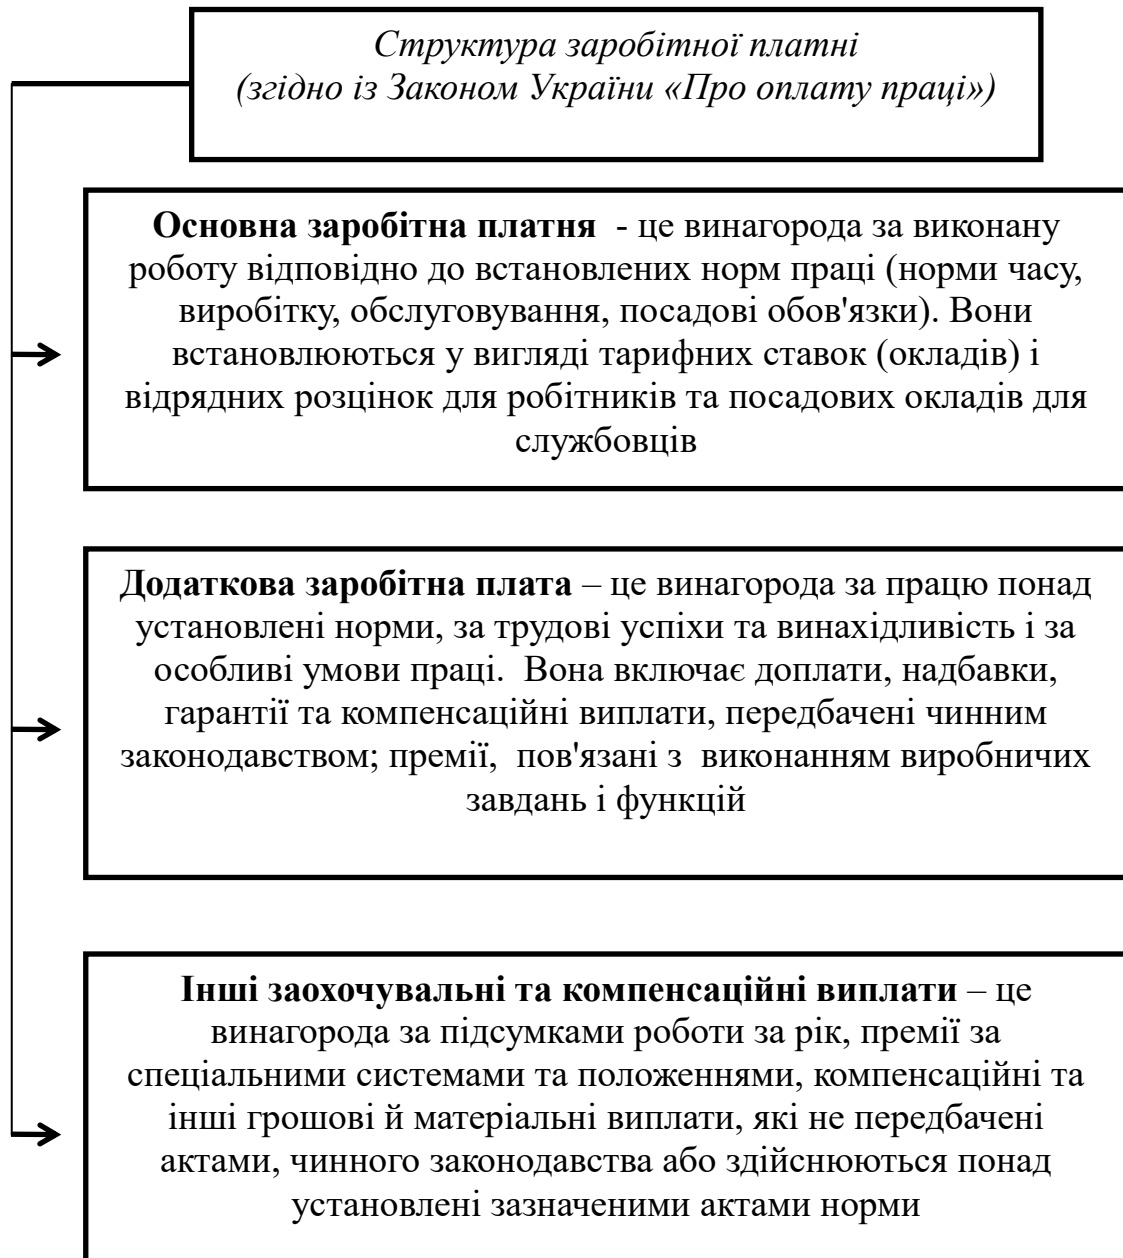 Структура заробітної платні
(згідно із Законом України «Про оплату праці»)
Основна заробітна платня - це винагорода за виконану
роботу відповідно до встановлених норм праці (норми часу,
виробітку, обслуговування, посадові обов'язки). Вони
встановлюються у вигляді тарифних ставок (окладів) і
відрядних розцінок для робітників та посадових окладів для
службовців
Додаткова заробітна плата – це винагорода за працю понад
установлені норми, за трудові успіхи та винахідливість і за
особливі умови праці. Вона включає доплати, надбавки,
гарантії та компенсаційні виплати, передбачені чинним
законодавством; премії, пов'язані з виконанням виробничих
завдань і функцій
Інші заохочувальні та компенсаційні виплати – це
винагорода за підсумками роботи за рік, премії за
спеціальними системами та положеннями, компенсаційні та
інші грошові й матеріальні виплати, які не передбачені
актами, чинного законодавства або здійснюються понад
установлені зазначеними актами норми